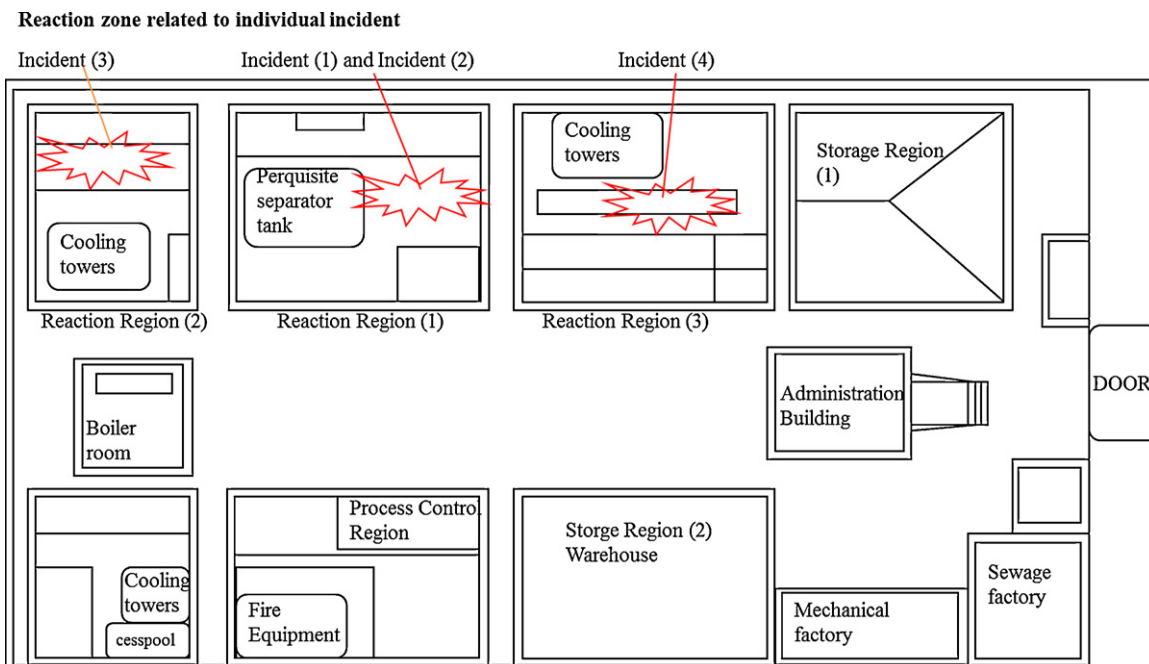 Reaction zone related to individual incident
Incident (3)
Incident (1) and Incident (2)
Incident (4)
Cooling
towers
Perquisite
separator
tank
Cooling
towers
Storage Region
(1)
Reaction Region (2)
Reaction Region (1)
Reaction Region (3)
Boiler
room
Administration
Building
DOOR
Process Control
Region
Cooling
towers
cesspool
Fire
Equipment
Storge Region (2)
Warehouse
Mechanical
factory
Sewage
factory